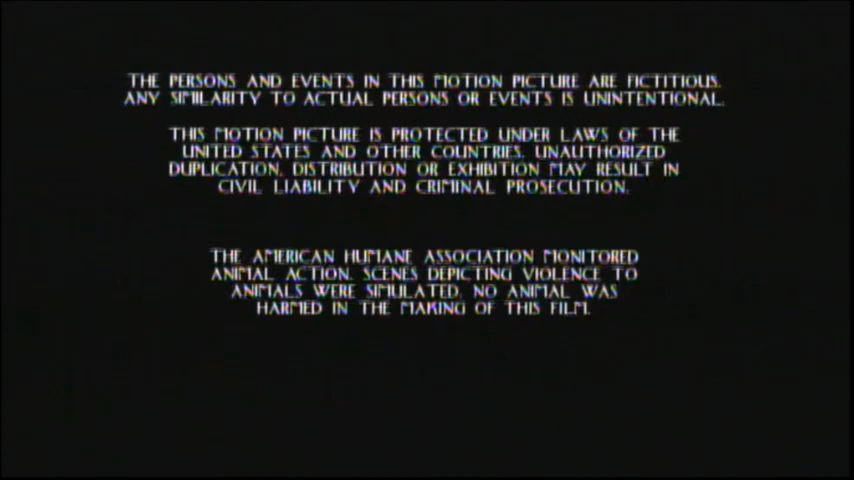 THE PERSONS AND EVENTS IN THIS MOTION PICTURE ARE FICTITIOUS.
ANY SIMILARITY TO ACTUAL PERSONS OR EVENTS IS UNINTENTIONAL.
THIS MOTION PICTURE IS PROTECTED UNDER LAWS OF THE
UNITED STATES AND OTHER COUNTRIES. UNAUTHORIZED
DUPLICATION, DISTRIBUTION OR EXHIBITION MAY RESULT IN
CIVIL LIABILITY AND CRIMINAL PROSECUTION.
THE AMERICAN HUMANE ASSOCIATION MONITORED
ANIMAL ACTION. SCENES DEPICTING VIOLENCE TO
ANIMALS WERE SIMULATED. NO ANIMAL WAS
HARMED IN THE MAKING OF THIS FILM.